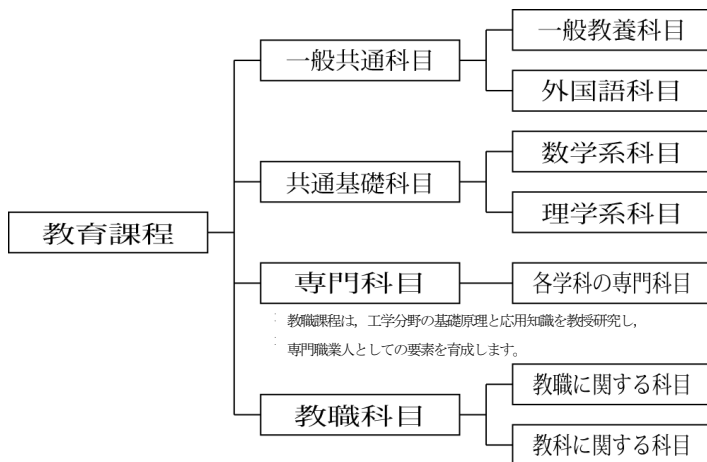 教育課程
一般共通科目
一般教養科目
外国語科目
共通基礎科目
数学系科目
理学系科目
専門科目
各学科の専門科目
教職課程は，工学分野の基礎原理と応用知識を教授研究し，
専門職業人としての要素を育成します。
教職科目
教職に関する科目
教科に関する科目